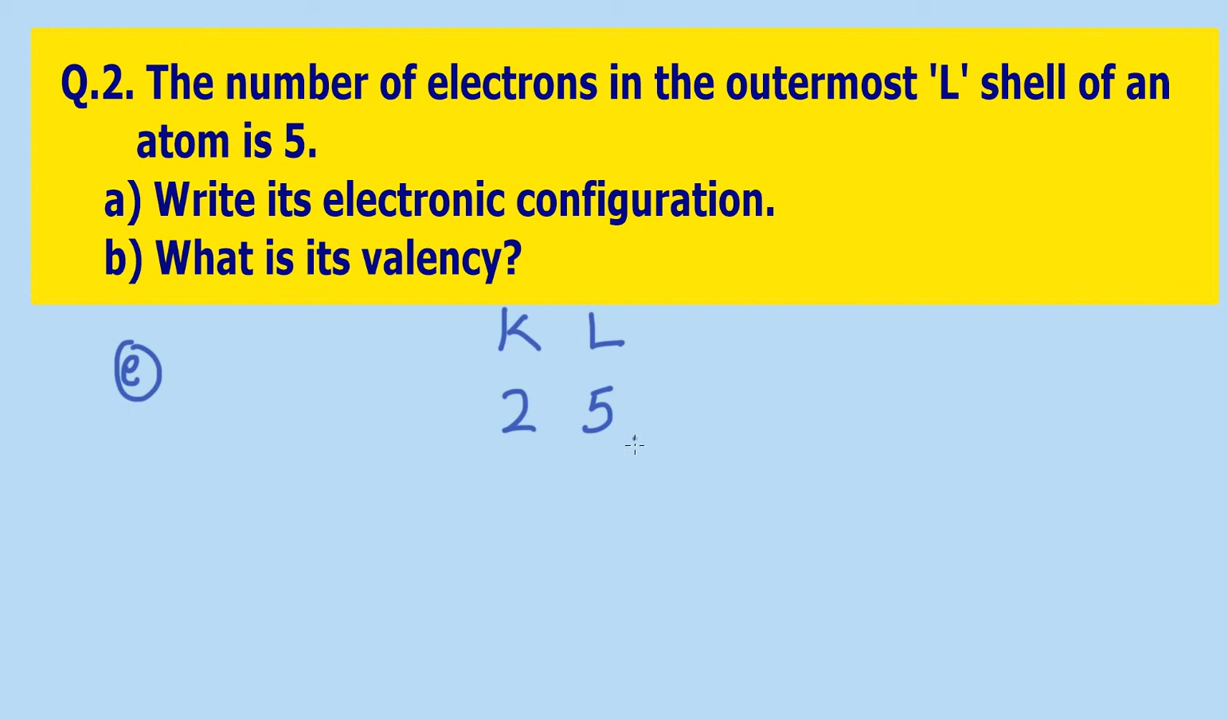 Q.2. The number of electrons in the outermost 'L' shell of an
atom is 5.
a) Write its electronic configuration.
b) What is its valency?
K L
e
2 5